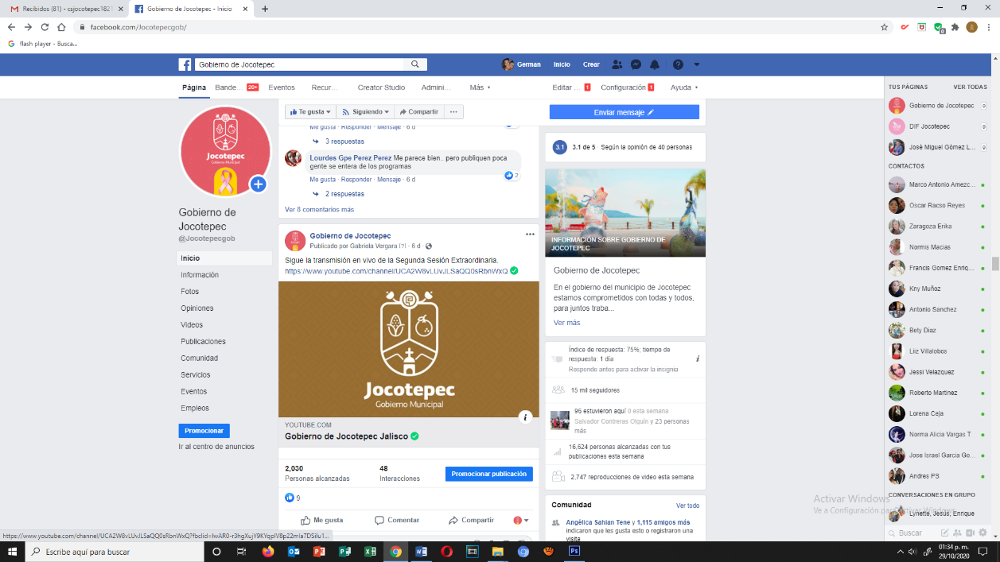 Recibidos (81) - csjocotepec1821
Gobierno de Jocotepec - Inicio
facebook.com/Jocotepecgob/
flash player - Busca...
Gobierno de Jocotepec
German
Inicio
Crear
Página
Bande...
20+
Eventos
Recur...
Creator Studio
Admini...
Más
Editar ...
1
Configuración
1
Ayuda
Jocotepec
Gobierno Municipal
Gobierno de
Jocotepec
@Jocotepecgob
Inicio
Información
Fotos
Opiniones
Videos
Publicaciones
Comunidad
Servicios
Eventos
Empleos
Promocionar
Ir al centro de anuncios
Te gusta
Siguiendo
Compartir
...
Me gusta · Responder · Mensaje · 6 d
3 respuestas
Lourdes Gpe Perez Perez Me parece bien.. pero publiquen poca
gente se entera de los programas
2
Me gusta · Responder · Mensaje · 6 d
2 respuestas
Ver 8 comentarios más
Gobierno de Jocotepec
Publicado por Gabriela Vergara [?] · 6 d ·
Sigue la transmisión en vivo de la Segunda Sesión Extraordinaria.
https://www.youtube.com/channel/UCA2W8vLUvJLSaQQ0sRbnWxQ
Jocotepec
Gobierno Municipal
YOUTUBE.COM
Gobierno de Jocotepec Jalisco
2,030
Personas alcanzadas
48
Interacciones
Promocionar publicación
9
Me gusta
Comentar
Compartir
Enviar mensaje
3.1
3.1 de 5 · Según la opinión de 40 personas
INFORMACIÓN SOBRE GOBIERNO DE
JOCOTEPEC
Gobierno de Jocotepec
En el gobierno del municipio de Jocotepec
estamos comprometidos con todas y todos,
para juntos traba...
Ver más
Índice de respuesta: 75%; tiempo de
respuesta: 1 día
Responde antes para activar la insignia
15 mil seguidores
96 estuvieron aquí 0 esta semana
Salvador Contreras Olguin y 23 personas
más
16,624 personas alcanzadas con tus
publicaciones esta semana
2,747 reproducciones de video esta semana
Comunidad
Ver todo
Angélica Sahian Tene y 1,115 amigos más
indicaron que les gusta esto o registraron una
visita
TUS PÁGINAS
VER TODAS
Gobierno de Jocotepec
0
DIF Jocotepec
0
José Miguel Gómez L...
9
CONTACTOS
Marco Antonio Amezc...
Oscar Racso Reyes
Zaragoza Erika
Normis Macias
Francis Gomez Enriq...
Kny Muñoz
Antonio Sanchez
Bety Diaz
Liiz Villalobos
Jessi Velazquez
Roberto Martinez
Lorena Ceja
Norma Alicia Vargas T
Jose Israel Garcia Go...
Andres PS
CONVERSACIONES EN GRUPO
Lynette, Jesús, Enrique
Buscar
Activar Windows
Ve a Configuración para activar Windows.
Escribe aquí para buscar
01:34 p. m.
29/10/2020